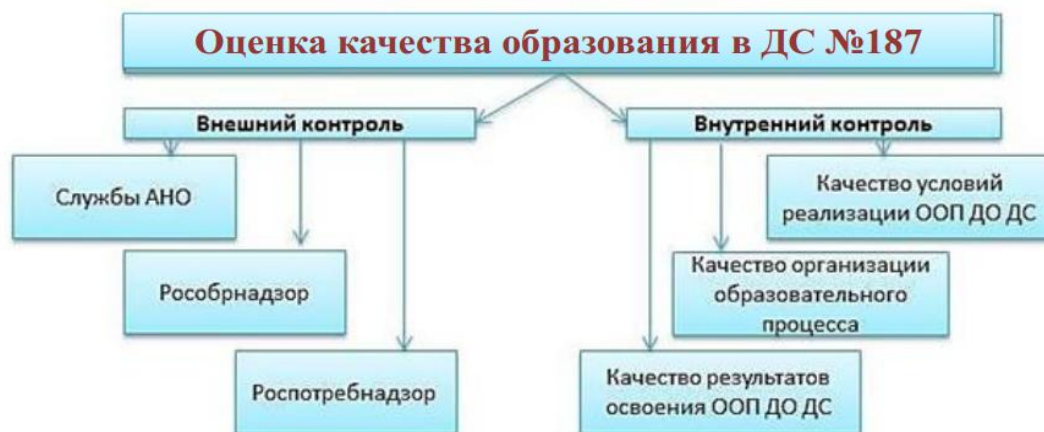 Оценка качества образования в ДС №187
Внешний контроль
Службы АНО
Рособрнадзор
Роспотребнадзор
Внутренний контроль
Качество условий
реализации ООП ДО ДС
Качество организации
образовательного
процесса
Качество результатов
освоения ООП ДО ДС